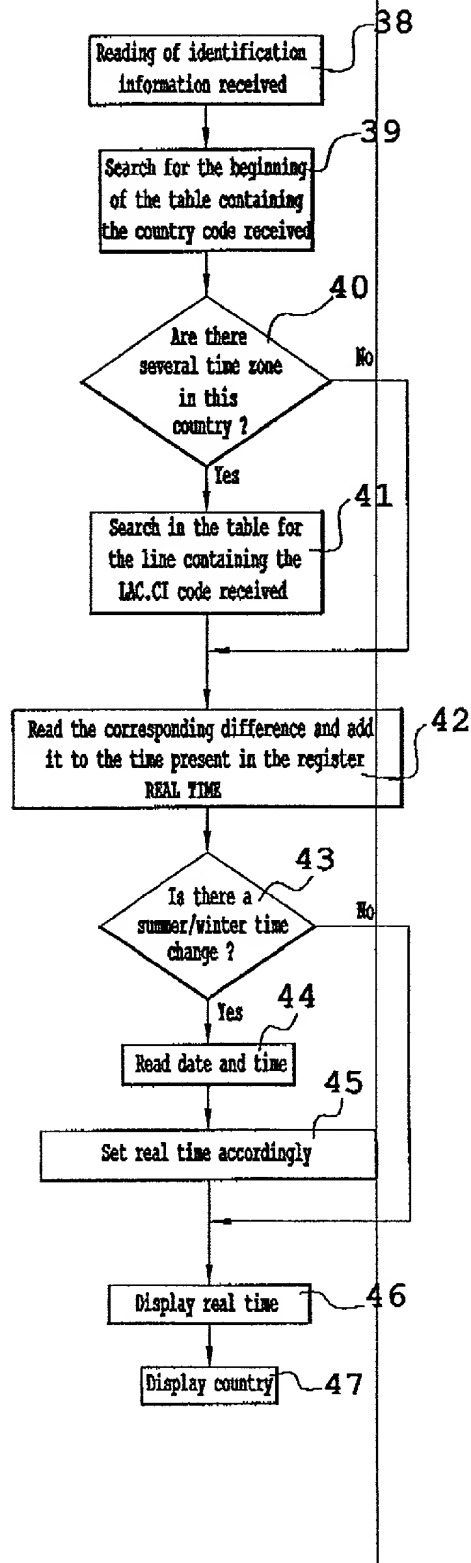 38
Reading of identification
information received
39
Search for the beginning
of the table containing
the country code received
40
Are there
several time zone
in this
country ?
No
Yes
41
Search in the table for
the line containing the
LAC.CI code received
42
Read the corresponding difference and add
it to the time present in the register
REAL TIME
43
Is there a
summer/winter time
change ?
No
Yes
44
Read date and time
45
Set real time accordingly
46
Display real time
47
Display country